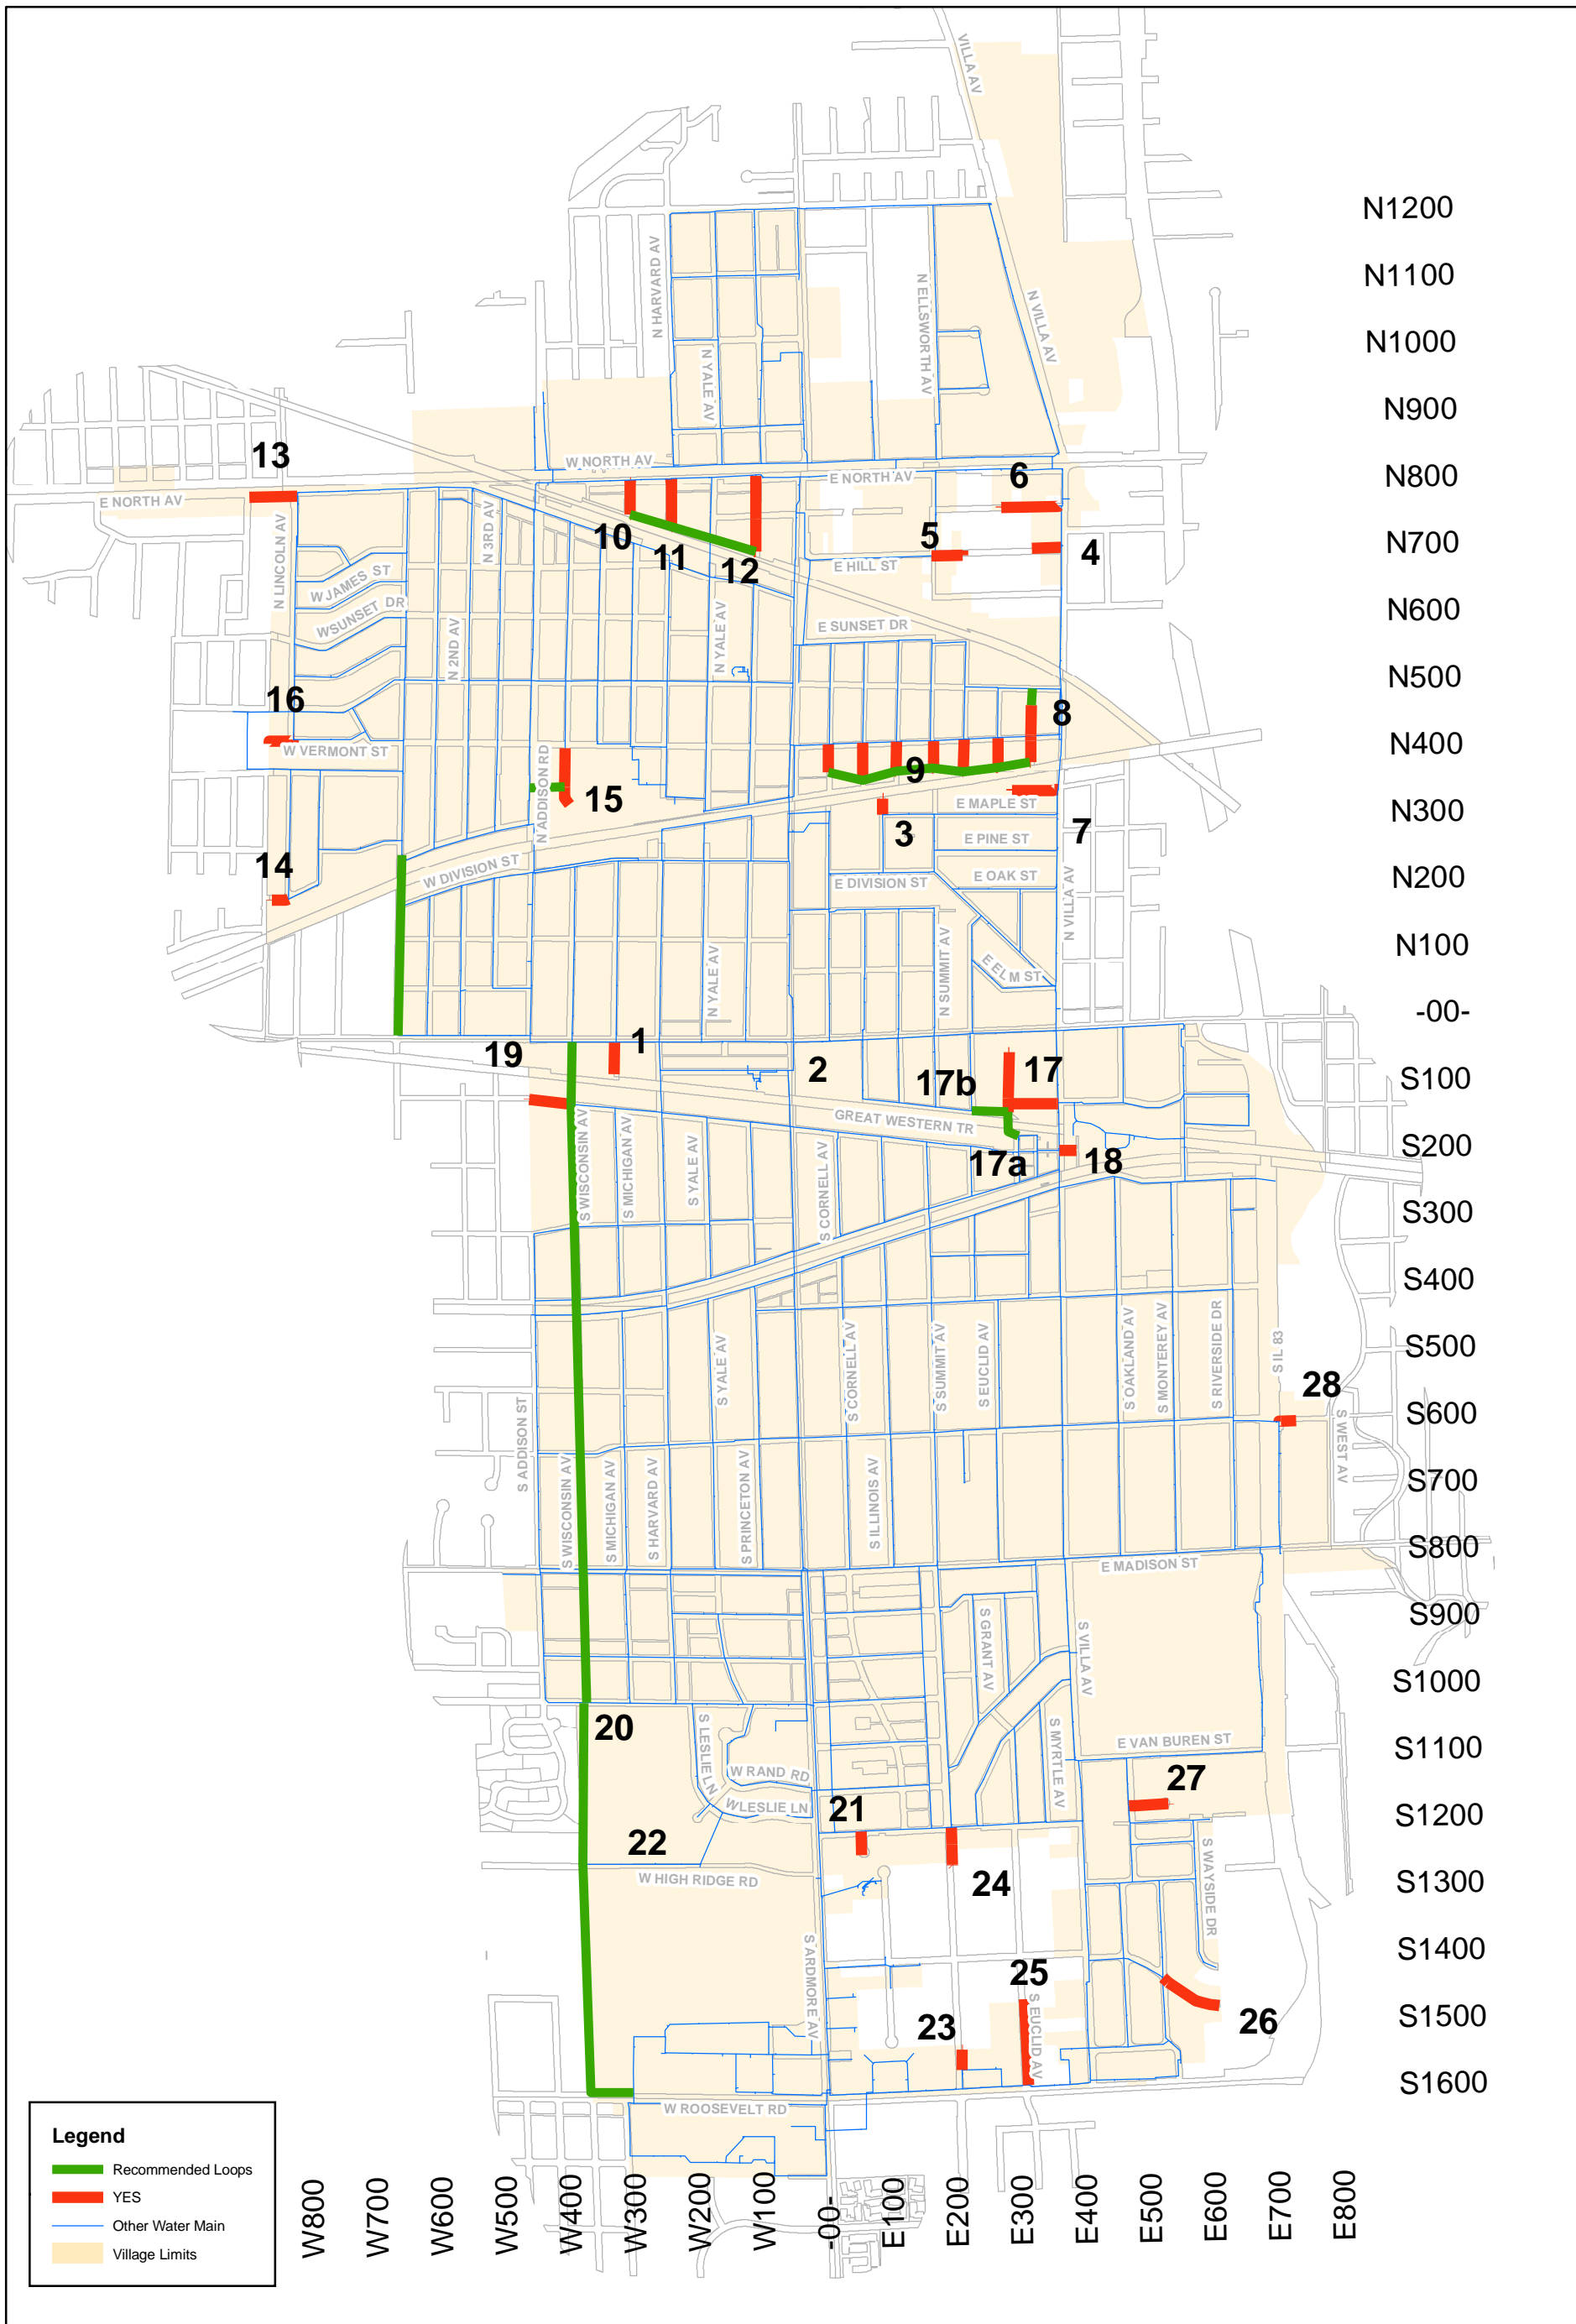 VILLA AV
N1200
N HARVARD AV
N1100
N ELLSWORTH AV
N VILLA AV
N1000
N YALE AV
N900
13
W NORTH AV
N800
E NORTH AV
E NORTH AV
6
N 3RD AV
10
5
N700
11
4
12
E HILL ST
N LINCOLN AV
W JAMES ST
W SUNSET DR
N600
E SUNSET DR
N 2ND AV
N YALE AV
N500
16
8
W VERMONT ST
N400
9
N ADDISON RD
15
E MAPLE ST
N300
3
7
E PINE ST
14
W DIVISION ST
E DIVISION ST
E OAK ST
N200
N VILLA AV
N100
N YALE AV
N SUMMIT AV
E ELM ST
-00-
19
1
2
17b
17
S100
GREAT WESTERN TR
S200
17a
18
S WISCONSIN AV
S MICHIGAN AV
S YALE AV
S CORNELL AV
S300
S400
S500
S YALE AV
S CORNELL AV
S SUMMIT AV
S EUCLID AV
S OAKLAND AV
S MONTEREY AV
S RIVERSIDE DR
S IL 83
28
S600
S ADDISON ST
S WEST AV
S700
S WISCONSIN AV
S MICHIGAN AV
S HARVARD AV
S PRINCETON AV
S ILLINOIS AV
S800
E MADISON ST
S900
S GRANT AV
S VILLA AV
S1000
20
S LESLIE LN
S MYRTLE AV
E VAN BUREN ST
S1100
W RAND RD
27
W LESLIE LN
21
S1200
22
S WAYSIDE DR
W HIGH RIDGE RD
24
S1300
S ARDMORE AV
S1400
25
S EUCLID AV
23
26
S1500
S1600
W ROOSEVELT RD
Legend
Recommended Loops
YES
Other Water Main
Village Limits
W800
W700
W600
W500
W400
W300
W200
W100
-00-
E100
E200
E300
E400
E500
E600
E700
E800